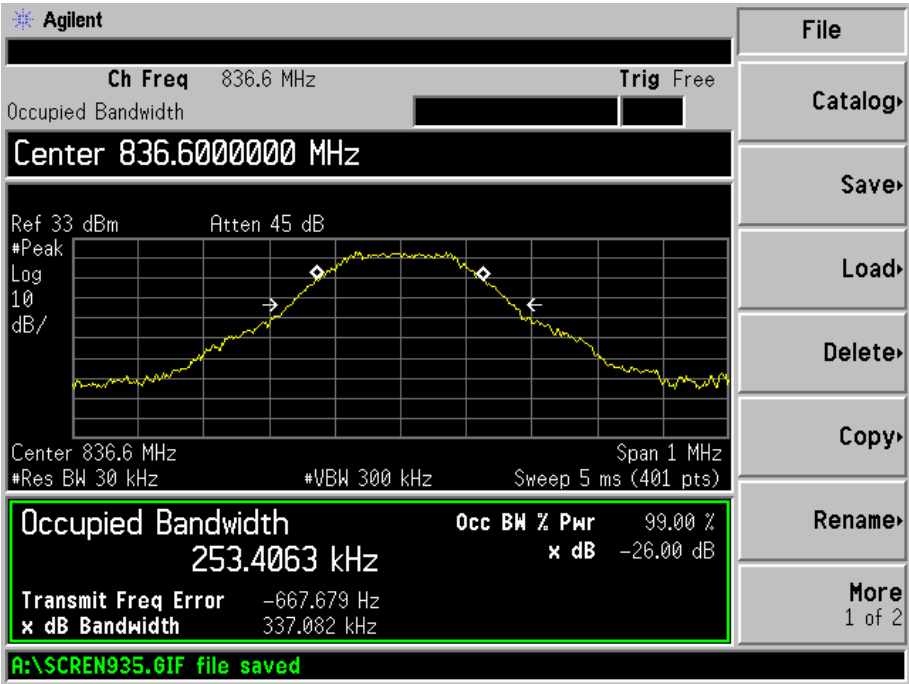 Agilent
File
Ch Freq 836.6 MHz Trig Free
Occupied Bandwidth
Catalog
Center 836.6000000 MHz
Save
Ref 33 dBm Atten 45 dB
#Peak
Log
10
dB/
Load
Delete
Copy
Center 836.6 MHz Span 1 MHz
#Res BW 30 kHz #VBW 300 kHz Sweep 5 ms (401 pts)
Occupied Bandwidth Occ BW % Pwr 99.00 %
253.4063 kHz x dB -26.00 dB
Rename
Transmit Freq Error -667.679 Hz
x dB Bandwidth 337.082 kHz
More
1 of 2
A:\SCREN935.GIF file saved